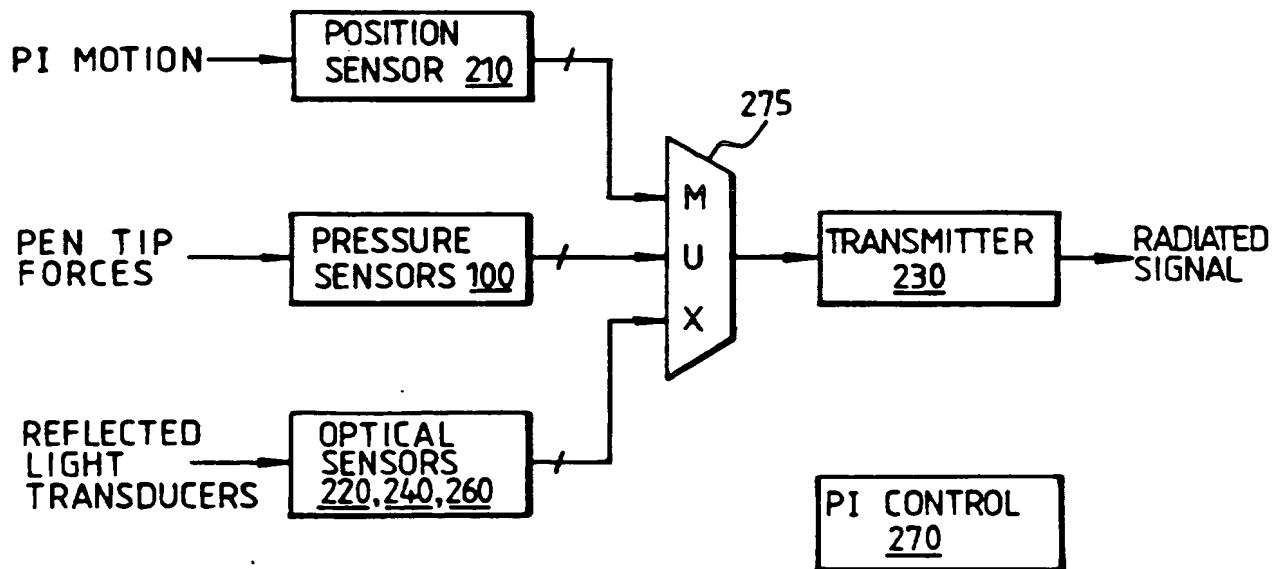 PI MOTION
POSITION
SENSOR 210
275
PEN TIP
FORCES
PRESSURE
SENSORS 100
M
U
X
TRANSMITTER
230
RADIATED
SIGNAL
REFLECTED
LIGHT
TRANSDUCERS
OPTICAL
SENSORS
220, 240, 260
PI CONTROL
270